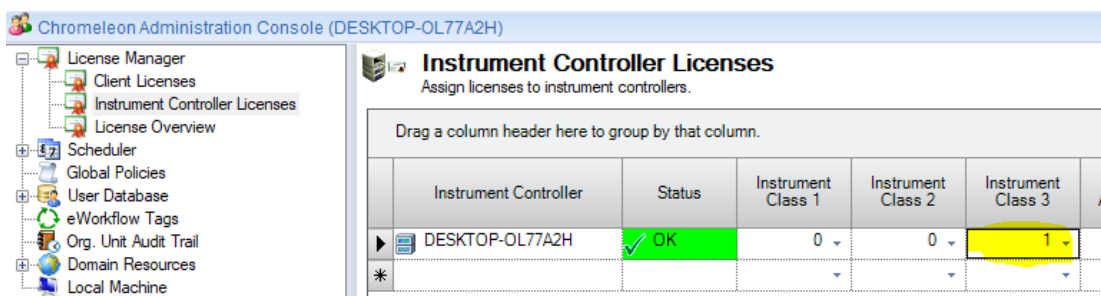 Chromeleon Administration Console (DESKTOP-OL77A2H)
License Manager
Client Licenses
Instrument Controller Licenses
License Overview
Scheduler
Global Policies
User Database
eWorkflow Tags
Org. Unit Audit Trail
Domain Resources
Local Machine
Instrument Controller Licenses
Assign licenses to instrument controllers.
Drag a column header here to group by that column.
Instrument Controller Status Instrument Class 1 Instrument Class 2 Instrument Class 3
DESKTOP-OL77A2H OK 0 0 1